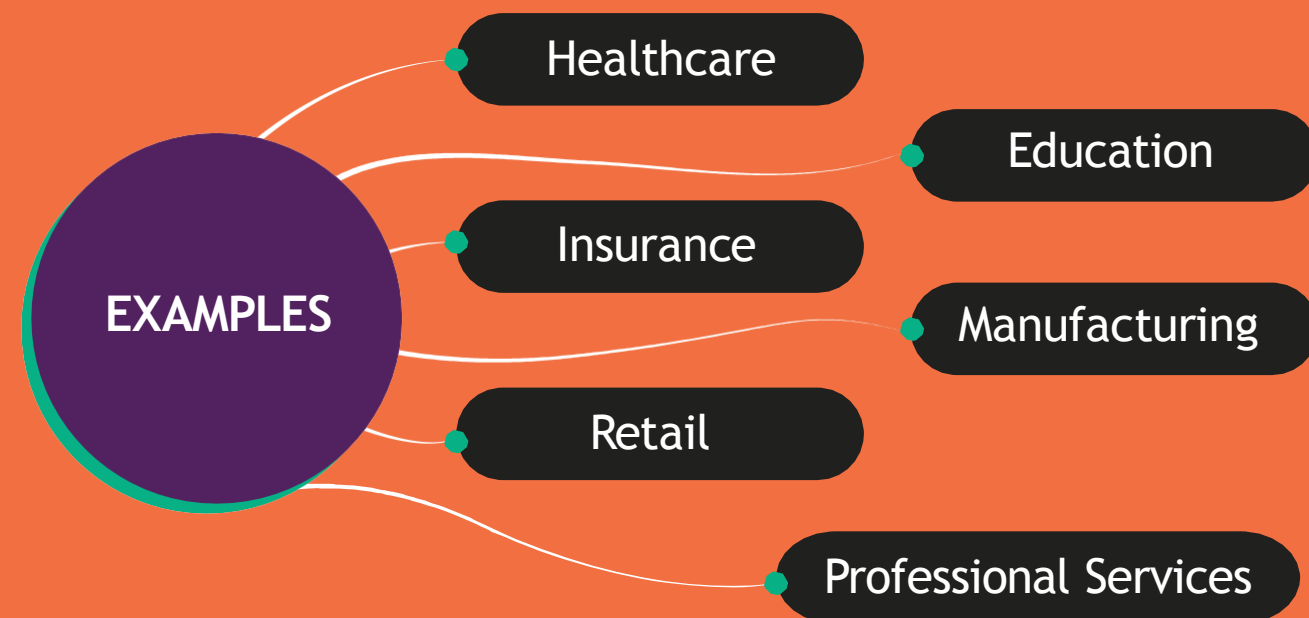 Healthcare
Education
Insurance
EXAMPLES
Manufacturing
Retail
Professional Services